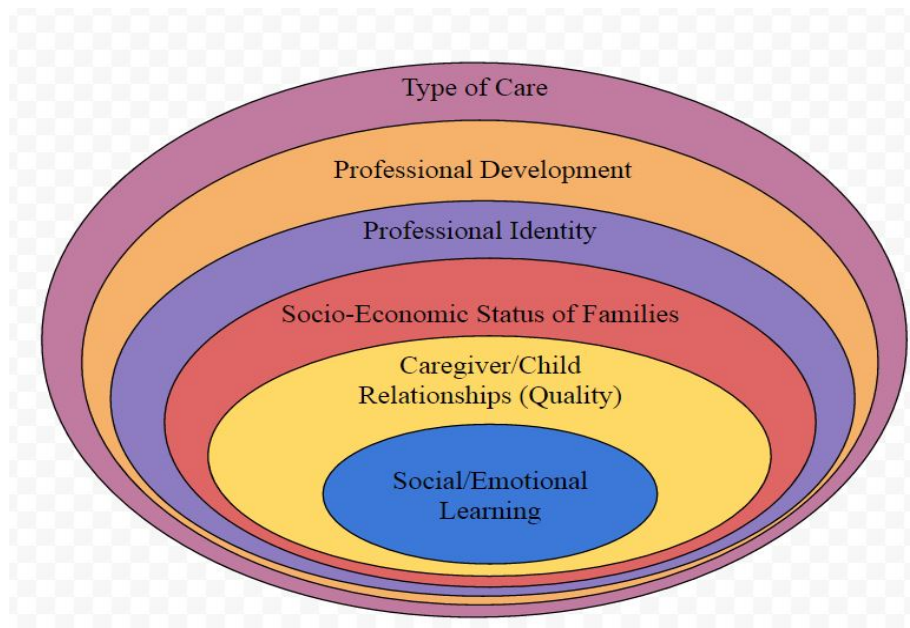 Type of Care
Professional Development
Professional Identity
Socio-Economic Status of Families
Caregiver/Child
Relationships (Quality)
Social/Emotional
Learning